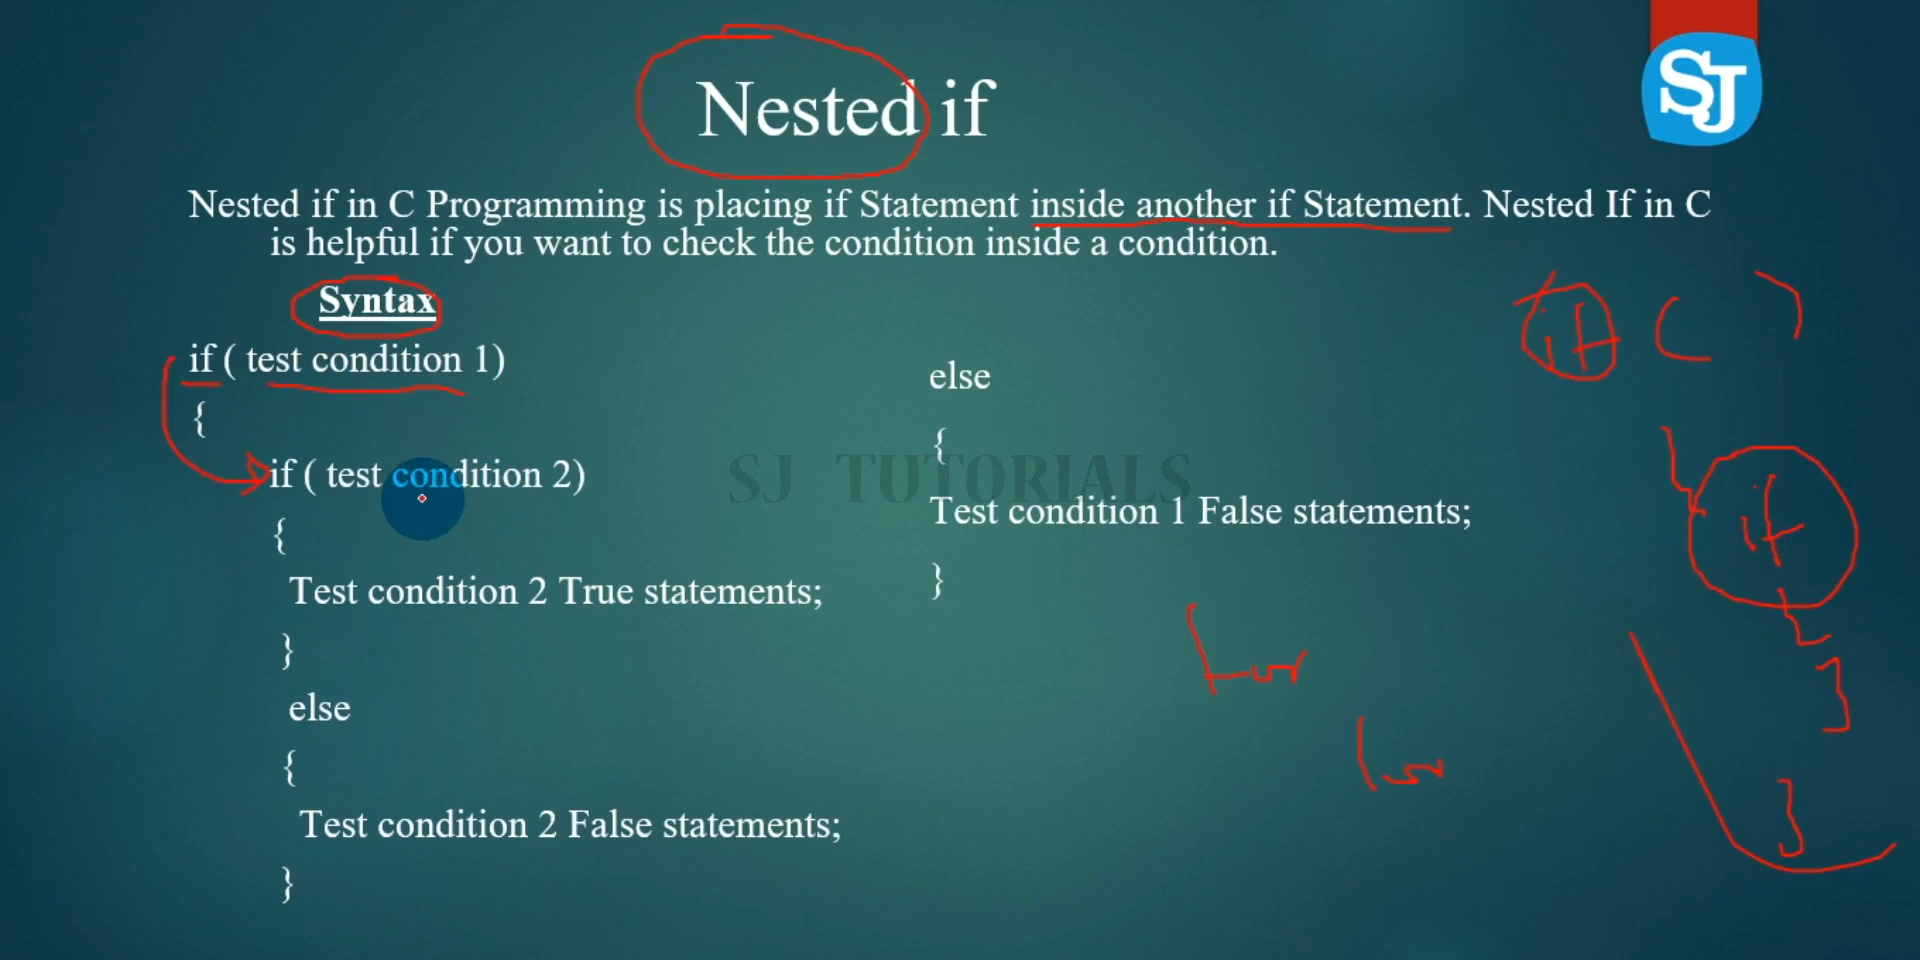 SJ
Nested if
Nested if in C Programming is placing if Statement inside another if Statement. Nested If in C
is helpful if you want to check the condition inside a condition.
Syntax
if ( test condition 1)
{
if ( test condition 2)
{
Test condition 2 True statements;
}
else
{
Test condition 2 False statements;
}
else
{
Test condition 1 False statements;
}
SJ TUTORIALS
if ( )
{
if
{
}
}